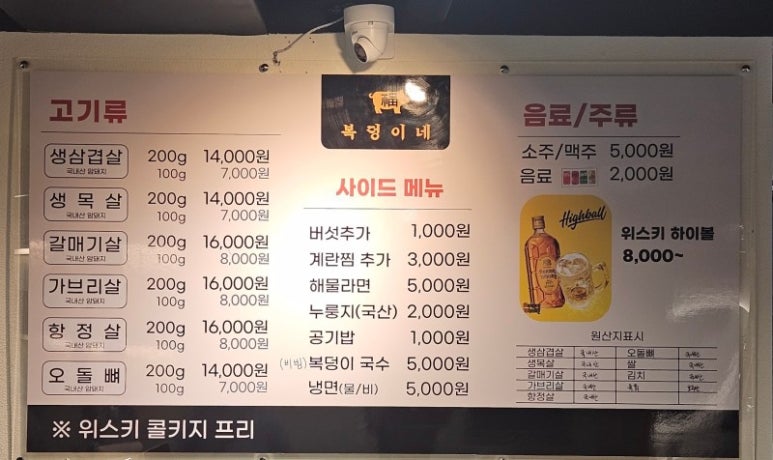 고기류
생삼겹살 200g 14,000원
국내산 암돼지 100g 7,000원
생목살 200g 14,000원
국내산 암돼지 100g 7,000원
갈매기살 200g 16,000원
국내산 암돼지 100g 8,000원
가브리살 200g 16,000원
국내산 암돼지 100g 8,000원
항정살 200g 16,000원
국내산 암돼지 100g 8,000원
오돌뼈 200g 14,000원
국내산 암돼지 100g 7,000원
福
복덩이네
사이드 메뉴
버섯추가 1,000원
계란찜 추가 3,000원
해물라면 5,000원
누룽지(국산) 2,000원
공기밥 1,000원
(비빔) 복덩이 국수 5,000원
냉면(물/비) 5,000원
음료/주류
소주/맥주 5,000원
음료 2,000원
Highball
위스키 하이볼
8,000~
원산지표시
생삼겹살 오돌뼈
생목살 쌀
갈매기살 김치
가브리살
항정살
※ 위스키 콜키지 프리